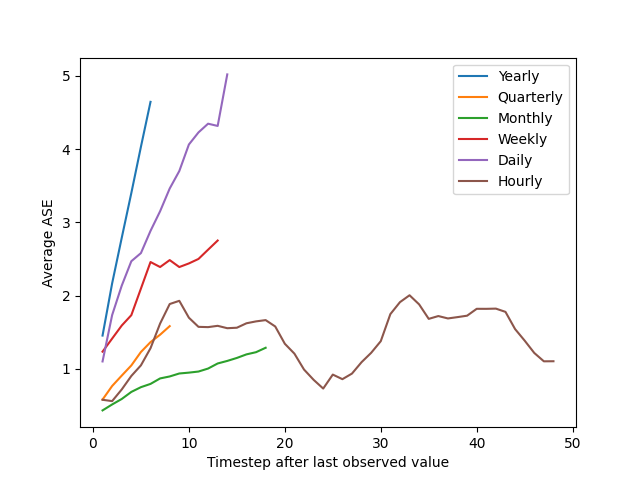 5
4
3
2
1
Average ASE
0
10
20
30
40
50
Timestep after last observed value
Yearly
Quarterly
Monthly
Weekly
Daily
Hourly